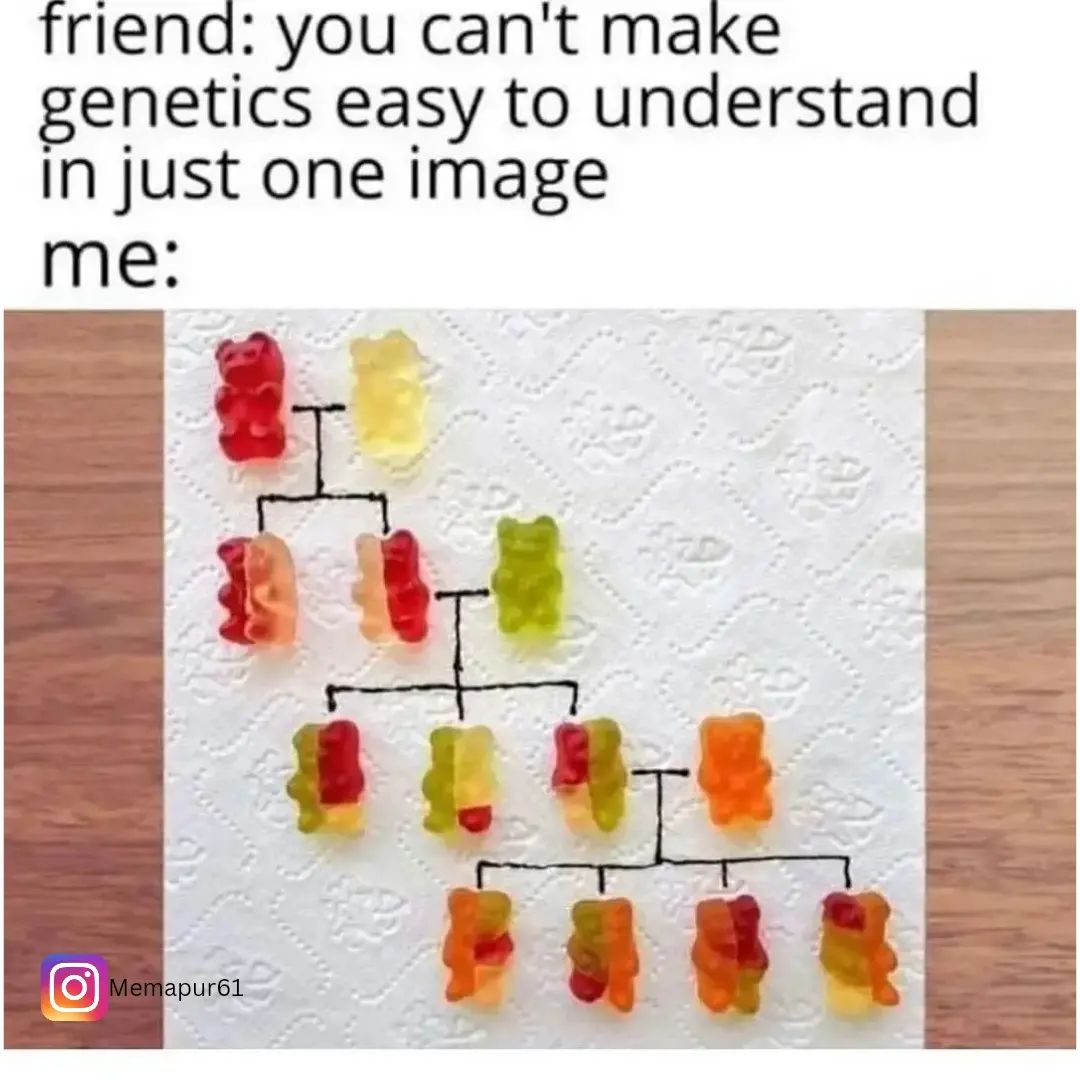 friend: you can't make
genetics easy to understand
in just one image
me:
Memapur61